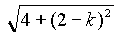 √(4 + (2 − k)²)